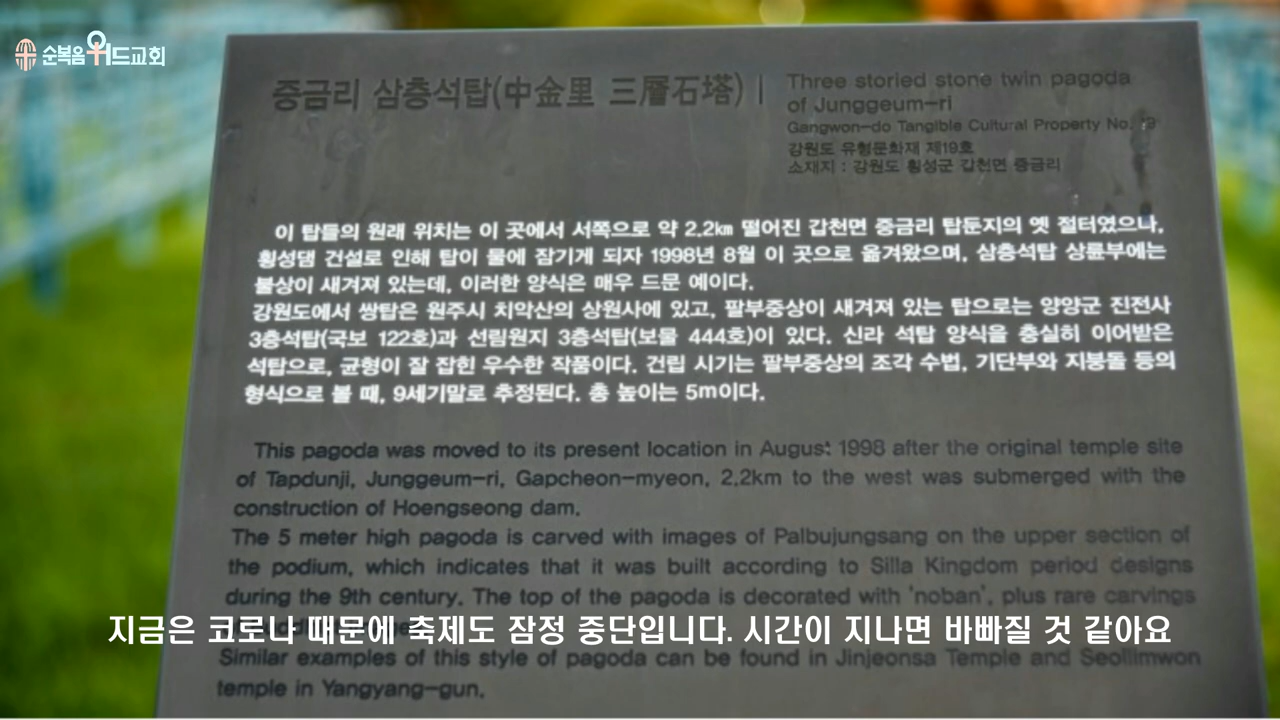 순복음위드교회
중금리 삼층석탑(中金里 三層石塔)
Three storied stone twin pagoda
of Junggeum-ri
Gangwon-do Tangible Cultural Property No. 19
강원도 유형문화재 제19호
소재지 : 강원도 횡성군 갑천면 중금리
이 탑들의 원래 위치는 이 곳에서 서쪽으로 약 2.2km 떨어진 갑천면 중금리 탑둔지의 옛 절터였으나,
횡성댐 건설로 인해 탑이 물에 잠기게 되자 1998년 8월 이 곳으로 옮겨왔으며, 삼층석탑 상륜부에는
불상이 새겨져 있는데, 이러한 양식은 매우 드문 예이다.
강원도에서 쌍탑은 원주시 치악산의 상원사에 있고, 팔부중상이 새겨져 있는 탑으로는 양양군 진전사
3층석탑(국보 122호)과 선림원지 3층석탑(보물 444호)이 있다. 신라 석탑 양식을 충실히 이어받은
석탑으로, 균형이 잘 잡힌 우수한 작품이다. 건립 시기는 팔부중상의 조각 수법, 기단부와 지붕돌 등의
형식으로 볼 때, 9세기말로 추정된다. 총 높이는 5m이다.
This pagoda was moved to its present location in August 1998 after the original temple site
of Tapdunji, Junggeum-ri, Gapcheon-myeon, 2.2km to the west was submerged with the
construction of Hoengseong dam.
The 5 meter high pagoda is carved with images of Palbujungsang on the upper section of
the podium, which indicates that it was built according to Silla Kingdom period designs
during the 9th century. The top of the pagoda is decorated with 'noban', plus rare carvings
지금은 코로나 때문에 축제도 잠정 중단입니다. 시간이 지나면 바빠질 것 같아요
Similar examples of this style of pagoda can be found in Jinjeonsa Temple and Seollimwon
temple in Yangyang-gun.